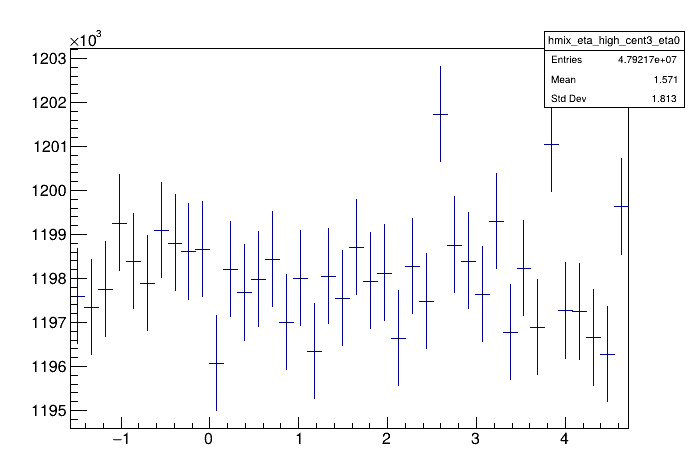 ×10³
hmix_eta_high_cent3_eta0
Entries 4.79217e+07
Mean 1.571
Std Dev 1.813
1203
1202
1201
1200
1199
1198
1197
1196
1195
−1 0 1 2 3 4